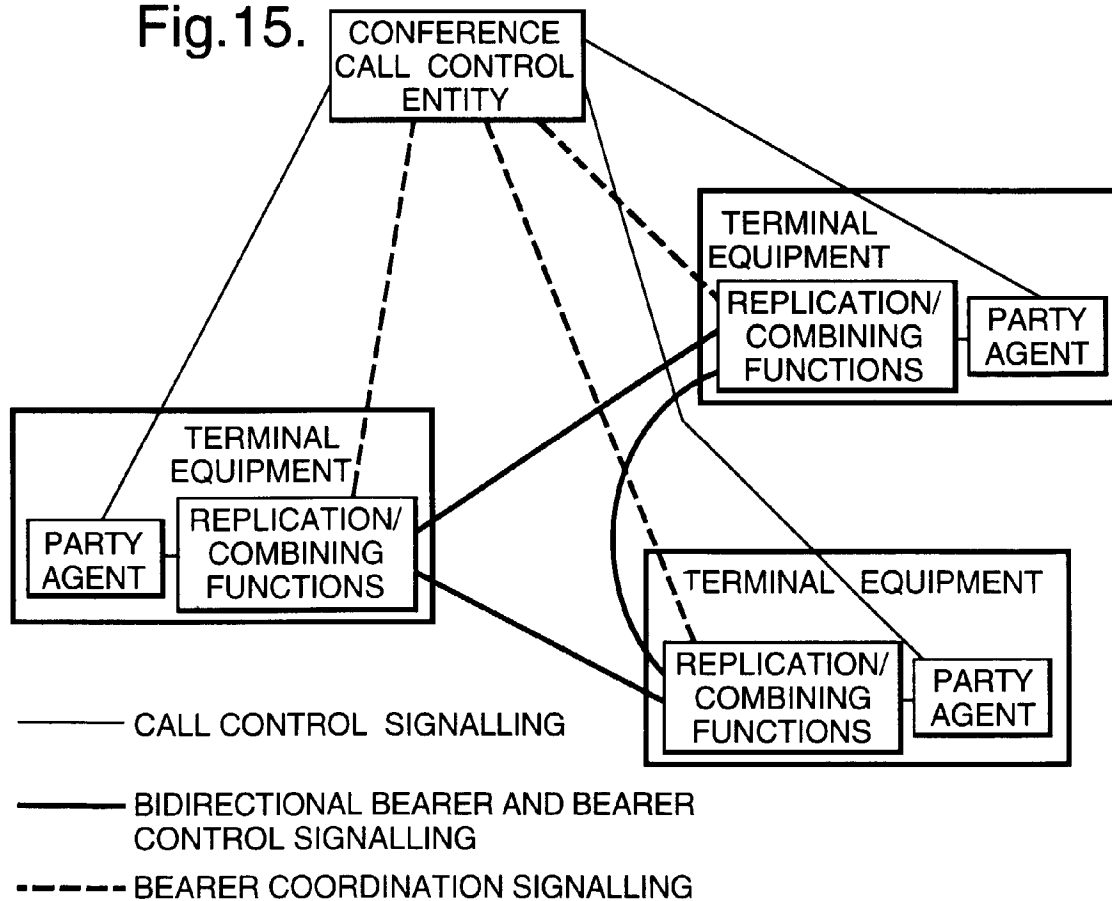 Fig.15.
CONFERENCE
CALL CONTROL
ENTITY
TERMINAL
EQUIPMENT
REPLICATION/
COMBINING
FUNCTIONS
PARTY
AGENT
TERMINAL
EQUIPMENT
PARTY
AGENT
REPLICATION/
COMBINING
FUNCTIONS
TERMINAL EQUIPMENT
REPLICATION/
COMBINING
FUNCTIONS
PARTY
AGENT
CALL CONTROL SIGNALLING
BIDIRECTIONAL BEARER AND BEARER
CONTROL SIGNALLING
BEARER COORDINATION SIGNALLING